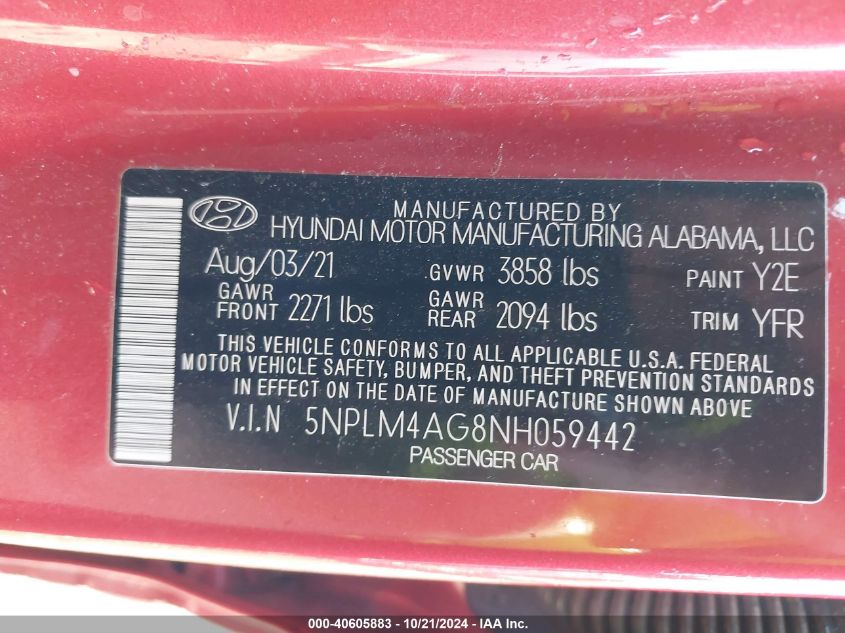 MANUFACTURED BY
HYUNDAI MOTOR MANUFACTURING ALABAMA, LLC
Aug/03/21 GVWR 3858 lbs PAINT Y2E
GAWR FRONT 2271 lbs GAWR REAR 2094 lbs TRIM YFR
THIS VEHICLE CONFORMS TO ALL APPLICABLE U.S.A. FEDERAL
MOTOR VEHICLE SAFETY, BUMPER, AND THEFT PREVENTION STANDARDS
IN EFFECT ON THE DATE OF MANUFACTURE SHOWN ABOVE
V.I.N 5NPLM4AG8NH059442
PASSENGER CAR
000-40605883 - 10/21/2024 - IAAI Inc.